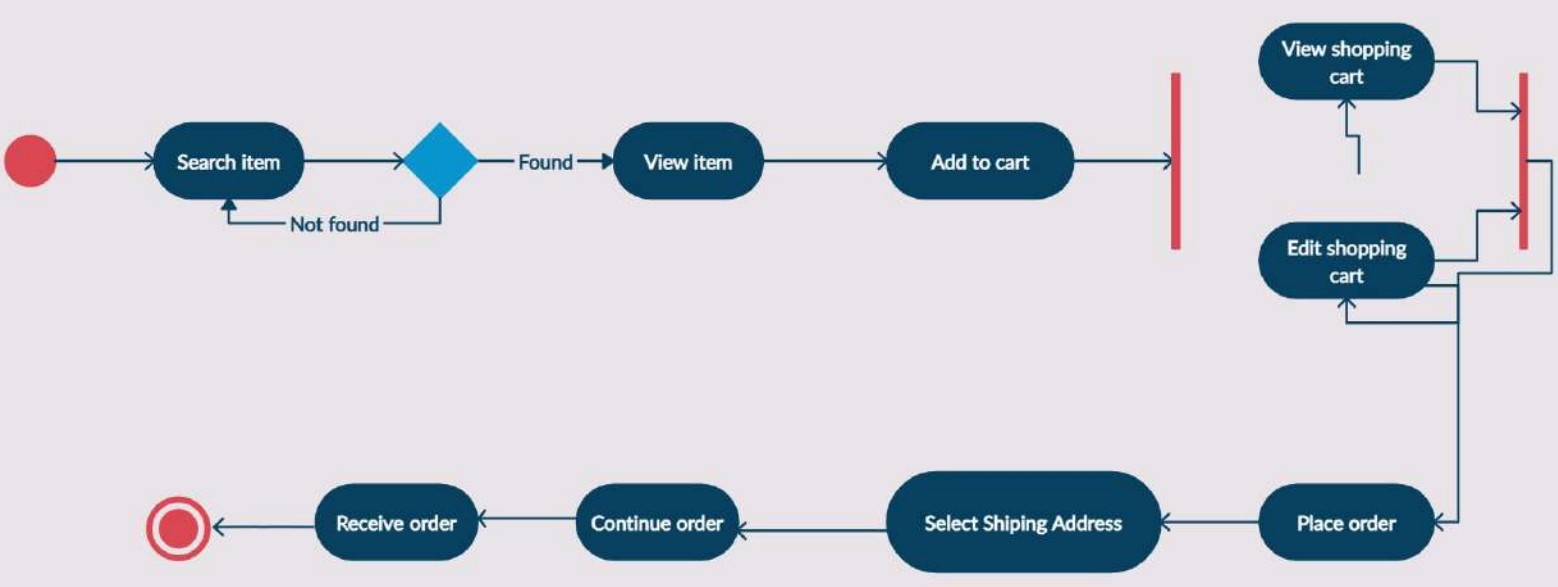 View shopping
cart
Search item
Found
View item
Add to cart
Not found
Edit shopping
cart
Receive order
Continue order
Select Shiping Address
Place order